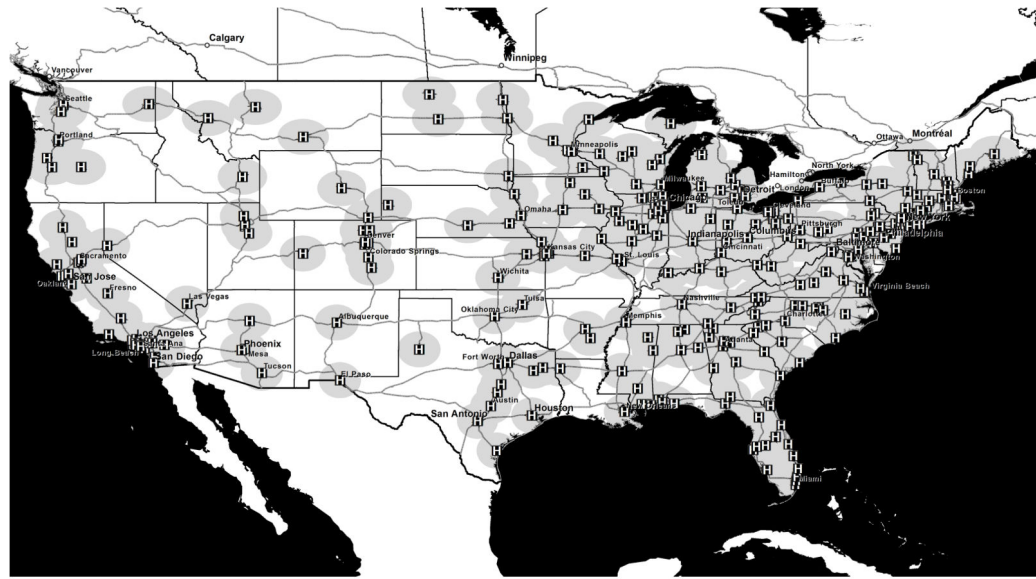 Calgary
Winnipeg
Vancouver
Seattle
Montréal
Ottawa
Portland
Minneapolis
North York
Hamilton
London
Buffalo
Milwaukee
Detroit
Boston
Chicago
Toledo
Cleveland
New York
Omaha
Pittsburgh
Philadelphia
Indianapolis
Columbus
Denver
Baltimore
Sacramento
Kansas City
Cincinnati
Colorado Springs
St. Louis
Washington
San Jose
Oakland
Wichita
Fresno
Virginia Beach
Las Vegas
Tulsa
Nashville
Oklahoma City
Albuquerque
Charlotte
Memphis
Los Angeles
Santa Ana
Phoenix
Atlanta
Long Beach
Mesa
San Diego
Fort Worth
Dallas
Tucson
El Paso
Austin
San Antonio
Houston
New Orleans
Miami
H